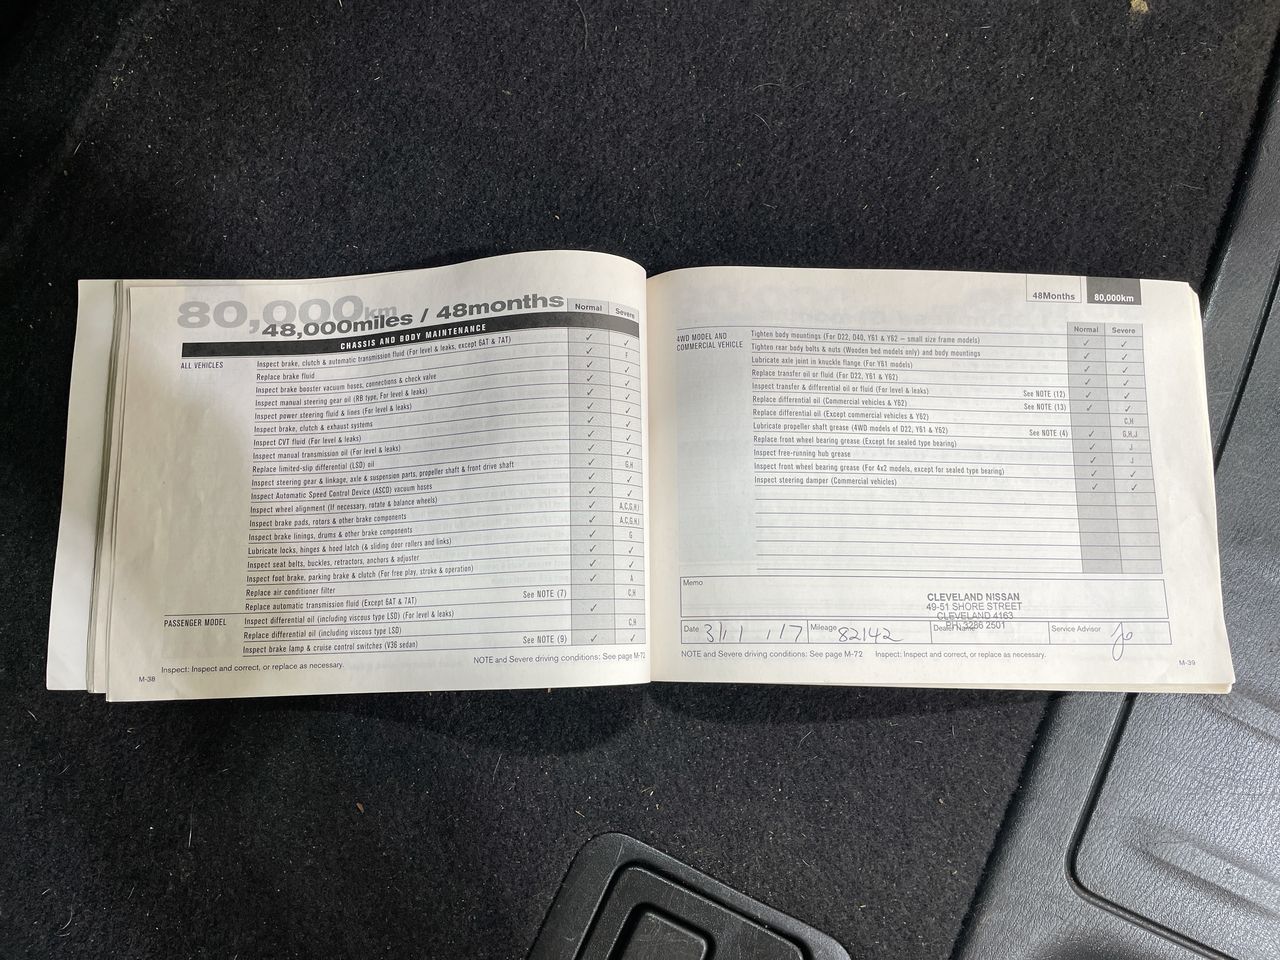 80,000km
48,000miles / 48months
Normal Severe
CHASSIS AND BODY MAINTENANCE
ALL VEHICLES
Inspect brake, clutch & automatic transmission fluid (For level & leaks, except 6AT & 7AT) ✓ ✓
Replace brake fluid ✓ F
Inspect brake booster vacuum hoses, connections & check valve ✓ ✓
Inspect manual steering gear oil (RB type, For level & leaks) ✓ ✓
Inspect power steering fluid & lines (For level & leaks) ✓ ✓
Inspect brake, clutch & exhaust systems ✓ ✓
Inspect CVT fluid (For level & leaks) ✓ ✓
Inspect manual transmission oil (For level & leaks) ✓ ✓
Replace limited-slip differential (LSD) oil ✓ G,H
Inspect steering gear & linkage, axle & suspension parts, propeller shaft & front drive shaft ✓ ✓
Inspect Automatic Speed Control Device (ASCD) vacuum hoses ✓ ✓
Inspect wheel alignment (If necessary, rotate & balance wheels) ✓ ✓
Inspect brake pads, rotors & other brake components ✓ A,C,G,H,I
Inspect brake linings, drums & other brake components ✓ A,C,G,H,I
Lubricate locks, hinges & hood latch (& sliding door rollers and links) ✓ G
Inspect seat belts, buckles, retractors, anchors & adjuster ✓ ✓
Inspect foot brake, parking brake & clutch (For free play, stroke & operation) ✓ ✓
Replace air conditioner filter ✓ A
Replace automatic transmission fluid (Except 6AT & 7AT) See NOTE (7) C,H
PASSENGER MODEL
Inspect differential oil (including viscous type LSD) (For level & leaks) ✓
Replace differential oil (including viscous type LSD) C,H
Inspect brake lamp & cruise control switches (V36 sedan) See NOTE (9) ✓ ✓
Inspect: Inspect and correct, or replace as necessary.
NOTE and Severe driving conditions: See page M-72
M-38
48Months 80,000km
Normal Severe
4WD MODEL AND
COMMERCIAL VEHICLE
Tighten body mountings (For D22, D40, Y61 & Y62 – small size frame models) ✓ ✓
Tighten rear body bolts & nuts (Wooden bed models only) and body mountings ✓ ✓
Lubricate axle joint in knuckle flange (For Y61 models) ✓ ✓
Replace transfer oil or fluid (For D22, Y61 & Y62) ✓ ✓
Inspect transfer & differential oil or fluid (For level & leaks) See NOTE (12) ✓ ✓
Replace differential oil (Commercial vehicles & Y62) See NOTE (13) ✓ ✓
Replace differential oil (Except commercial vehicles & Y62) C,H
Lubricate propeller shaft grease (4WD models of D22, Y61 & Y62) See NOTE (4) ✓ G,H,J
Replace front wheel bearing grease (Except for sealed type bearing) ✓ J
Inspect free-running hub grease ✓ J
Inspect front wheel bearing grease (For 4x2 models, except for sealed type bearing) ✓ ✓
Inspect steering damper (Commercial vehicles) ✓ ✓
Memo
CLEVELAND NISSAN
49-51 SHORE STREET
CLEVELAND 4163
PH: 3286 2501
Date 3/1/17 Mileage 82142 Dealer Name Service Advisor Jo
NOTE and Severe driving conditions: See page M-72 Inspect: Inspect and correct, or replace as necessary.
M-39